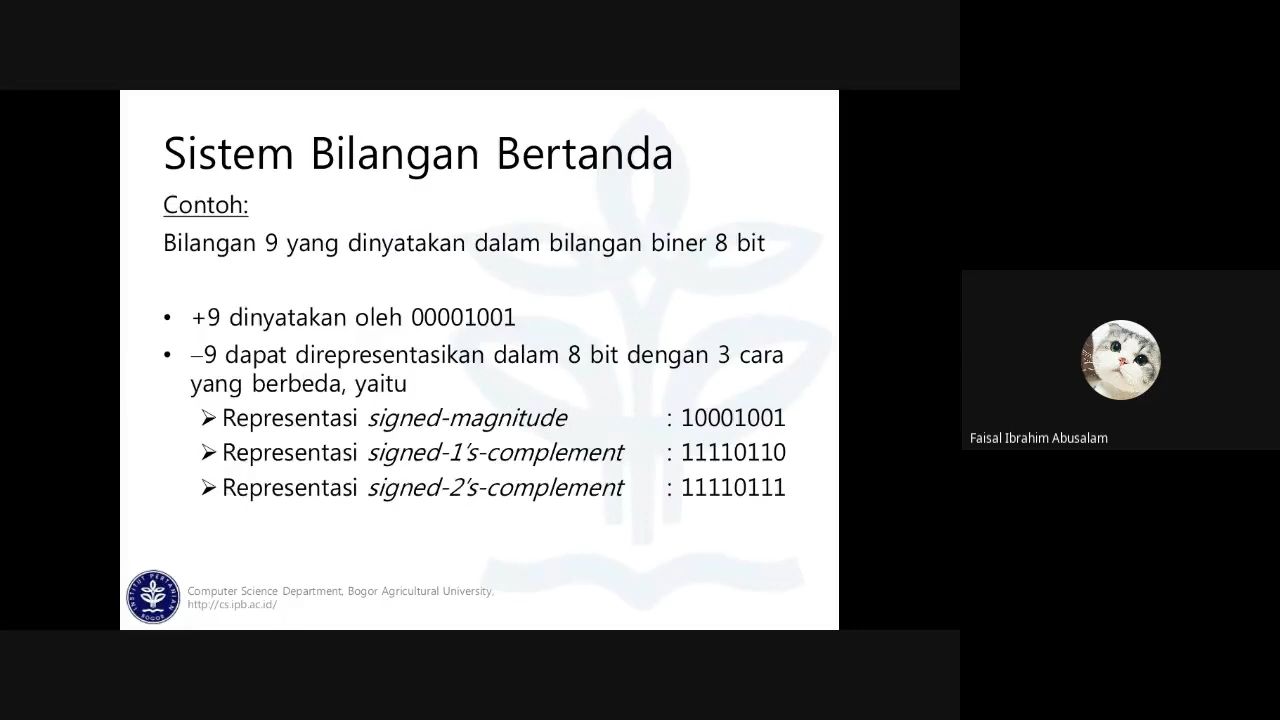 Sistem Bilangan Bertanda
Contoh:
Bilangan 9 yang dinyatakan dalam bilangan biner 8 bit
• +9 dinyatakan oleh 00001001
• –9 dapat direpresentasikan dalam 8 bit dengan 3 cara
yang berbeda, yaitu
➢ Representasi signed-magnitude : 10001001
➢ Representasi signed-1’s-complement : 11110110
➢ Representasi signed-2’s-complement : 11110111
INSTITUT PERTANIAN
BOGOR
Computer Science Department, Bogor Agricultural University,
http://cs.ipb.ac.id/
Faisal Ibrahim Abusalam